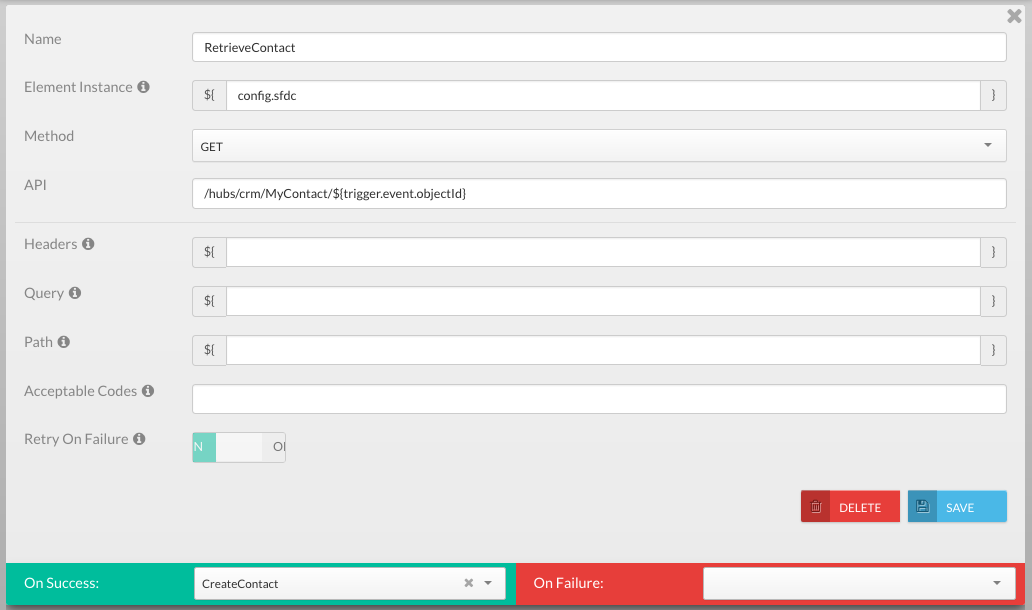 Name
RetrieveContact
Element Instance
${ config.sfdc }
Method
GET
API
/hubs/crm/MyContact/${trigger.event.objectId}
Headers
${ }
Query
${ }
Path
${ }
Acceptable Codes
Retry On Failure
DELETE SAVE
On Success: CreateContact On Failure: